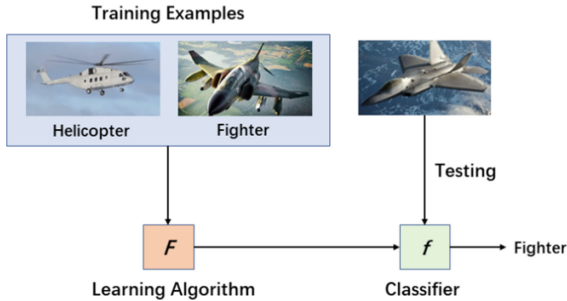 Training Examples
Helicopter
Fighter
Testing
F
f
Fighter
Learning Algorithm
Classifier